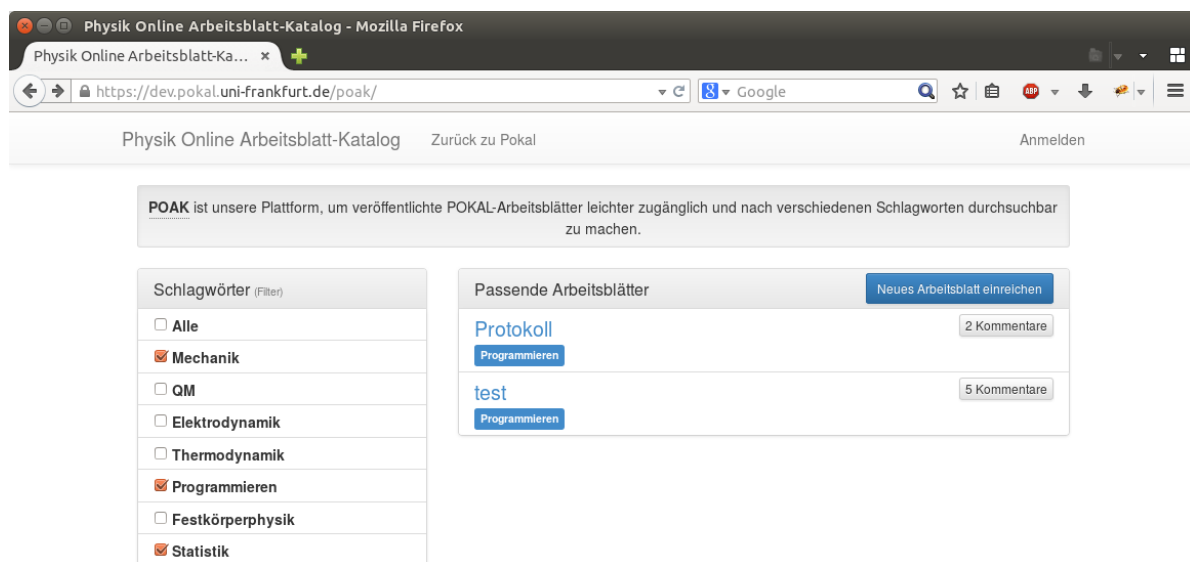 Physik Online Arbeitsblatt-Katalog - Mozilla Firefox
Physik Online Arbeitsblatt-Ka...
https://dev.pokal.uni-frankfurt.de/poak/
Google
ABP
Physik Online Arbeitsblatt-Katalog
Zurück zu Pokal
Anmelden
POAK ist unsere Plattform, um veröffentlichte POKAL-Arbeitsblätter leichter zugänglich und nach verschiedenen Schlagworten durchsuchbar
zu machen.
Schlagwörter (Filter)
Alle
Mechanik
QM
Elektrodynamik
Thermodynamik
Programmieren
Festkörperphysik
Statistik
Passende Arbeitsblätter
Neues Arbeitsblatt einreichen
Protokoll
2 Kommentare
Programmieren
test
5 Kommentare
Programmieren